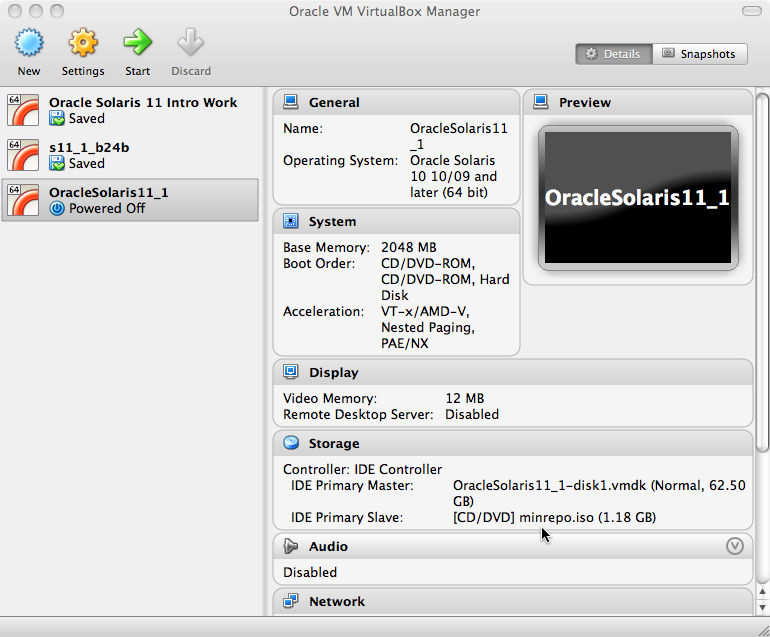 Oracle VM VirtualBox Manager
New
Settings
Start
Discard
Details
Snapshots
64
Oracle Solaris 11 Intro Work
Saved
64
s11_1_b24b
Saved
64
OracleSolaris11_1
Powered Off
General
Name: OracleSolaris11
_1
Operating System: Oracle Solaris
10 10/09 and
later (64 bit)
System
Base Memory: 2048 MB
Boot Order: CD/DVD-ROM,
CD/DVD-ROM, Hard
Disk
Acceleration: VT-x/AMD-V,
Nested Paging,
PAE/NX
Preview
OracleSolaris11_1
Display
Video Memory: 12 MB
Remote Desktop Server: Disabled
Storage
Controller: IDE Controller
IDE Primary Master: OracleSolaris11_1-disk1.vmdk (Normal, 62.50
GB)
IDE Primary Slave: [CD/DVD] minrepo.iso (1.18 GB)
Audio
Disabled
Network